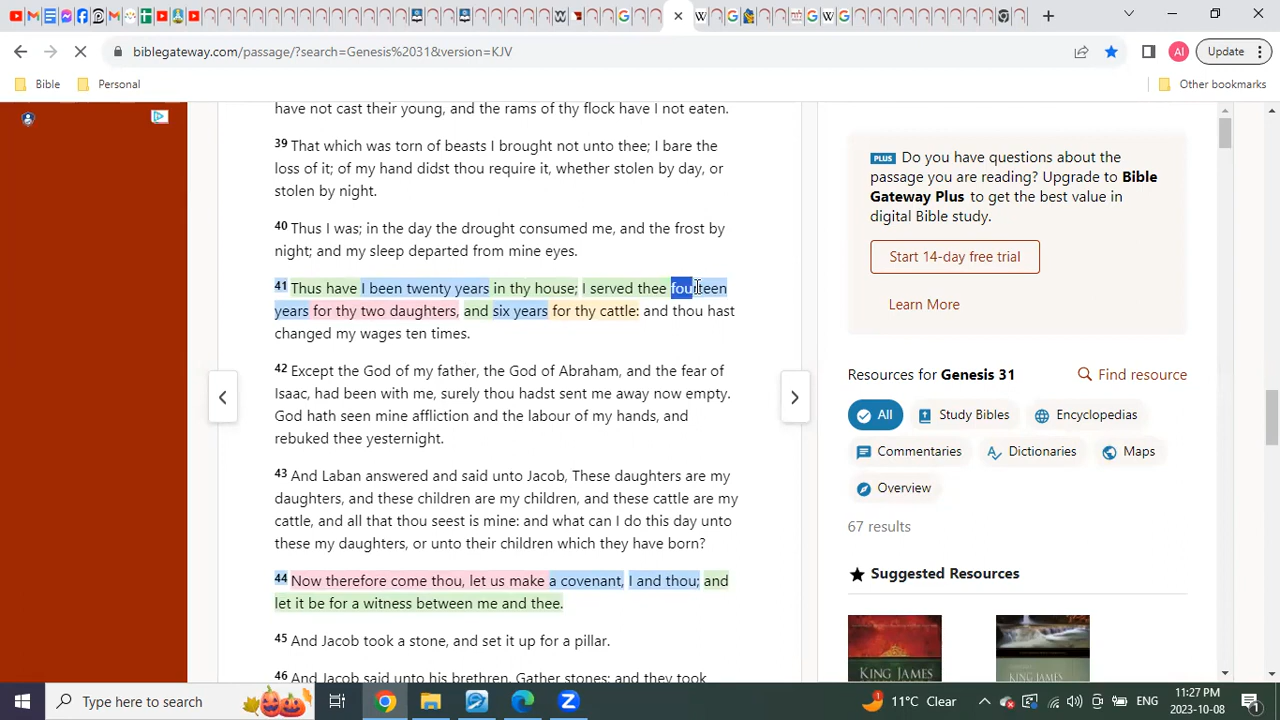 Update
biblegateway.com/passage/?search=Genesis%2031&version=KJV
AI
Bible
Personal
Other bookmarks
have not cast their young, and the rams of thy flock have I not eaten.
39 That which was torn of beasts I brought not unto thee; I bare the
loss of it; of my hand didst thou require it, whether stolen by day, or
stolen by night.
40 Thus I was; in the day the drought consumed me, and the frost by
night; and my sleep departed from mine eyes.
41 Thus have I been twenty years in thy house; I served thee fourteen
years for thy two daughters, and six years for thy cattle: and thou hast
changed my wages ten times.
42 Except the God of my father, the God of Abraham, and the fear of
Isaac, had been with me, surely thou hadst sent me away now empty.
God hath seen mine affliction and the labour of my hands, and
rebuked thee yesternight.
43 And Laban answered and said unto Jacob, These daughters are my
daughters, and these children are my children, and these cattle are my
cattle, and all that thou seest is mine: and what can I do this day unto
these my daughters, or unto their children which they have born?
44 Now therefore come thou, let us make a covenant, I and thou; and
let it be for a witness between me and thee.
45 And Jacob took a stone, and set it up for a pillar.
46 And Jacob said unto his brethren, Gather stones; and they took
PLUS Do you have questions about the
passage you are reading? Upgrade to Bible
Gateway Plus to get the best value in
digital Bible study.
Start 14-day free trial
Learn More
Resources for Genesis 31
Find resource
All
Study Bibles
Encyclopedias
Commentaries
Dictionaries
Maps
Overview
67 results
Suggested Resources
KING JAMES
Type here to search
11°C Clear
ENG
11:27 PM
2023-10-08